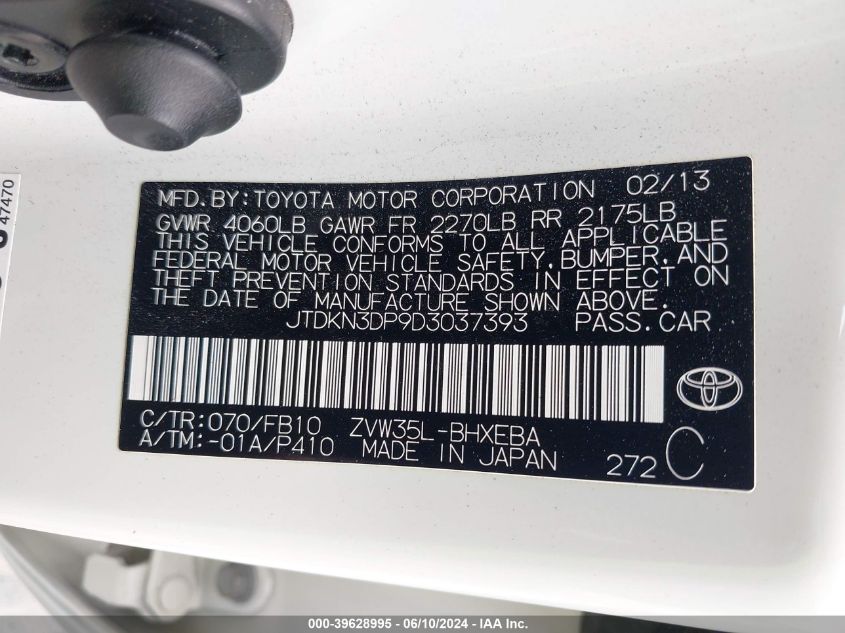 MFD.BY:TOYOTA MOTOR CORPORATION 02/13
GVWR 4060LB GAWR FR 2270LB RR 2175LB
THIS VEHICLE CONFORMS TO ALL APPLICABLE
FEDERAL MOTOR VEHICLE SAFETY,BUMPER,AND
THEFT PREVENTION STANDARDS IN EFFECT ON
THE DATE OF MANUFACTURE SHOWN ABOVE.
JTDKN3DP9D3037393 PASS.CAR
C/TR:070/FB10 ZVW35L-BHXEBA
A/TM:-01A/P410 MADE IN JAPAN 272 C
47470
000-39628995 - 06/10/2024 - IAA Inc.